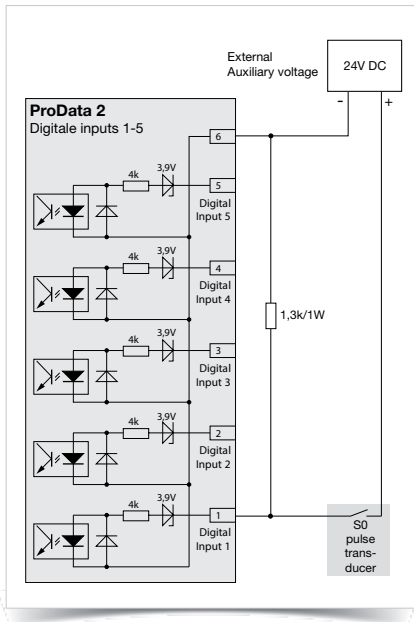 External
Auxiliary voltage
24V DC
-
+
ProData 2
Digitale inputs 1-5
6
4k
3,9V
5
Digital
Input 5
4k
3,9V
4
Digital
Input 4
1,3k/1W
4k
3,9V
3
Digital
Input 3
4k
3,9V
2
Digital
Input 2
4k
3,9V
1
Digital
Input 1
S0
pulse
trans-
ducer